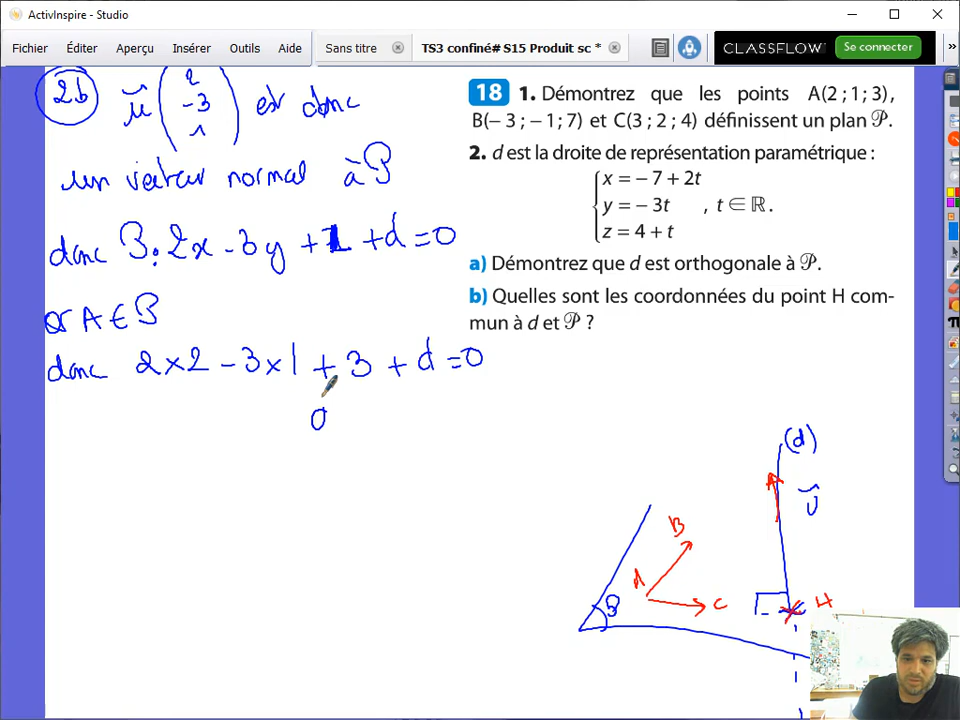 ActivInspire - Studio
Fichier Éditer Aperçu Insérer Outils Aide Sans titre TS3 confiné# S15 Produit sc * CLASSFLOW Se connecter »
2b u ( 2 -3 1 ) est donc
un vecteur normal à P
donc P: 2x - 3y + z + d = 0
or A ∈ P
donc 2 x 2 - 3 x 1 + 3 + d = 0
0
18 1. Démontrez que les points A(2 ; 1 ; 3),
B(– 3 ; – 1 ; 7) et C(3 ; 2 ; 4) définissent un plan 𝒫.
2. d est la droite de représentation paramétrique :
x = – 7 + 2t
y = – 3t , t ∈ ℝ.
z = 4 + t
a) Démontrez que d est orthogonale à 𝒫.
b) Quelles sont les coordonnées du point H com-
mun à d et 𝒫 ?
(d)
B
A
C
P
H